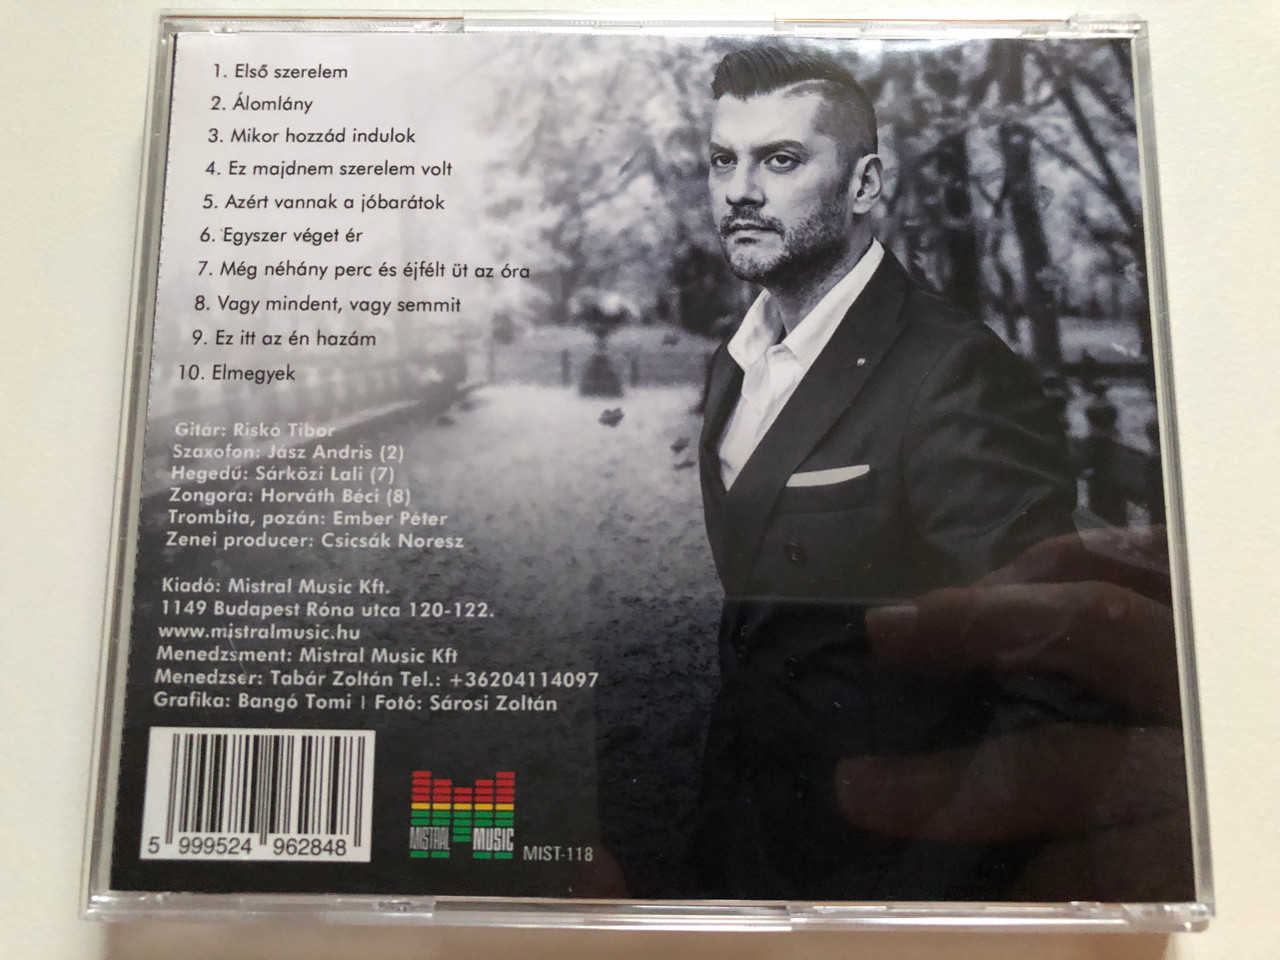 1. Első szerelem
2. Álomlány
3. Mikor hozzád indulok
4. Ez majdnem szerelem volt
5. Azért vannak a jóbarátok
6. Egyszer véget ér
7. Még néhány perc és éjfélt üt az óra
8. Vagy mindent, vagy semmit
9. Ez itt az én hazám
10. Elmegyek
Gitár: Riskó Tibor
Szaxofon: Jász Andris (2)
Hegedű: Sárközi Lali (7)
Zongora: Horváth Béci (8)
Trombita, pozán: Ember Péter
Zenei producer: Csicsák Noresz
Kiadó: Mistral Music Kft.
1149 Budapest Róna utca 120-122.
www.mistralmusic.hu
Menedzsment: Mistral Music Kft
Menedzser: Tabár Zoltán Tel.: +36204114097
Grafika: Bangó Tomi | Fotó: Sárosi Zoltán
5 999524 962848
MISTRAL MUSIC
MIST-118